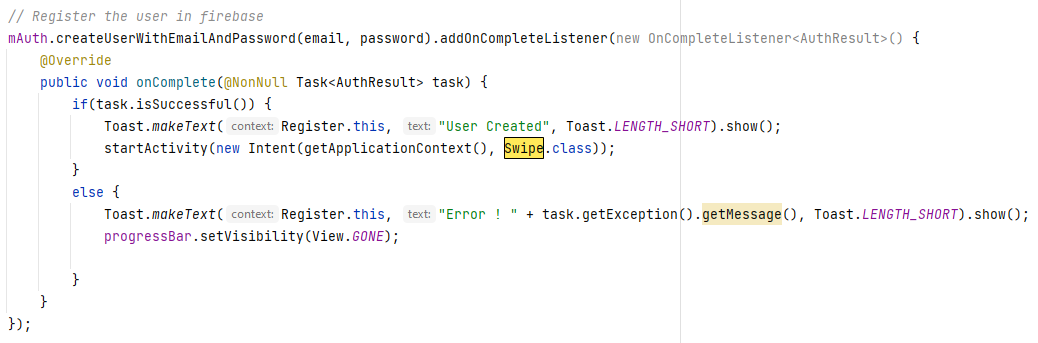 // Register the user in firebase
mAuth.createUserWithEmailAndPassword(email, password).addOnCompleteListener(new OnCompleteListener<AuthResult>() {
@Override
public void onComplete(@NonNull Task<AuthResult> task) {
if(task.isSuccessful()) {
Toast.makeText( context: Register.this, text: "User Created", Toast.LENGTH_SHORT).show();
startActivity(new Intent(getApplicationContext(), Swipe.class));
}
else {
Toast.makeText( context: Register.this, text: "Error ! " + task.getException().getMessage(), Toast.LENGTH_SHORT).show();
progressBar.setVisibility(View.GONE);
}
}
});